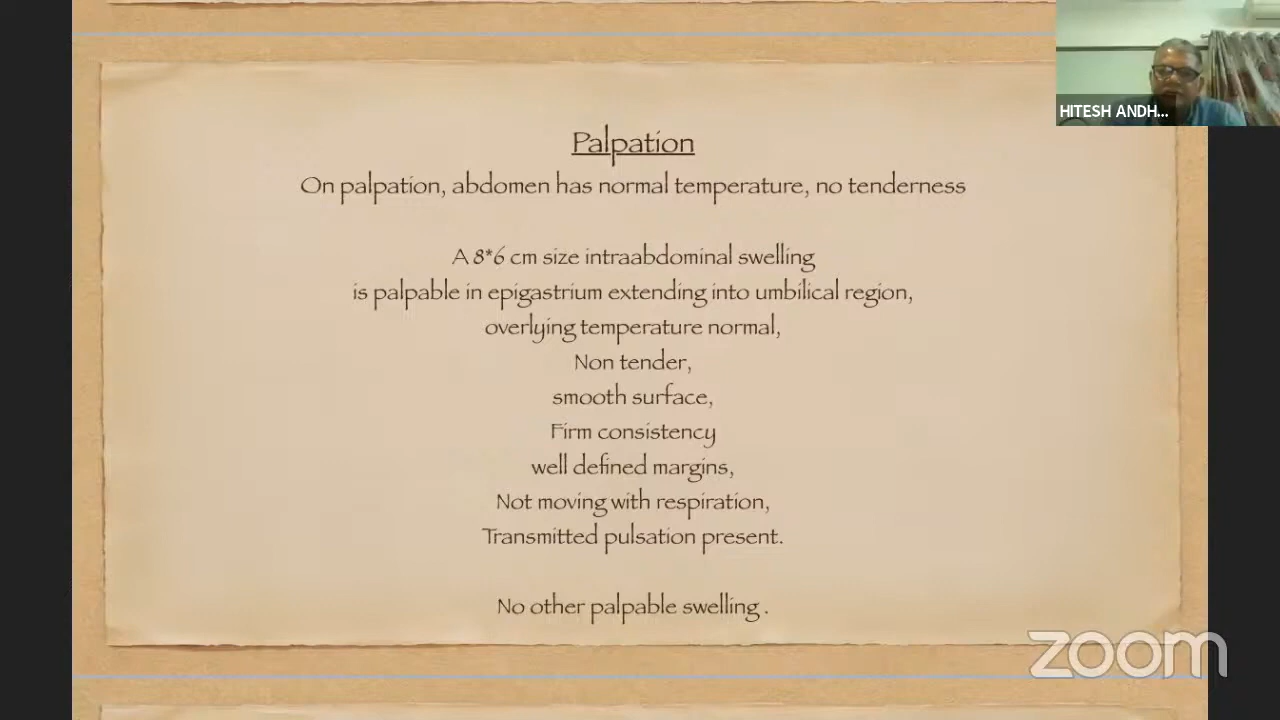 HITESH ANDH...
Palpation
On palpation, abdomen has normal temperature, no tenderness
A 8*6 cm size intraabdominal swelling
is palpable in epigastrium extending into umbilical region,
overlying temperature normal,
Non tender,
smooth surface,
Firm consistency
well defined margins,
Not moving with respiration,
Transmitted pulsation present.
No other palpable swelling .
zoom